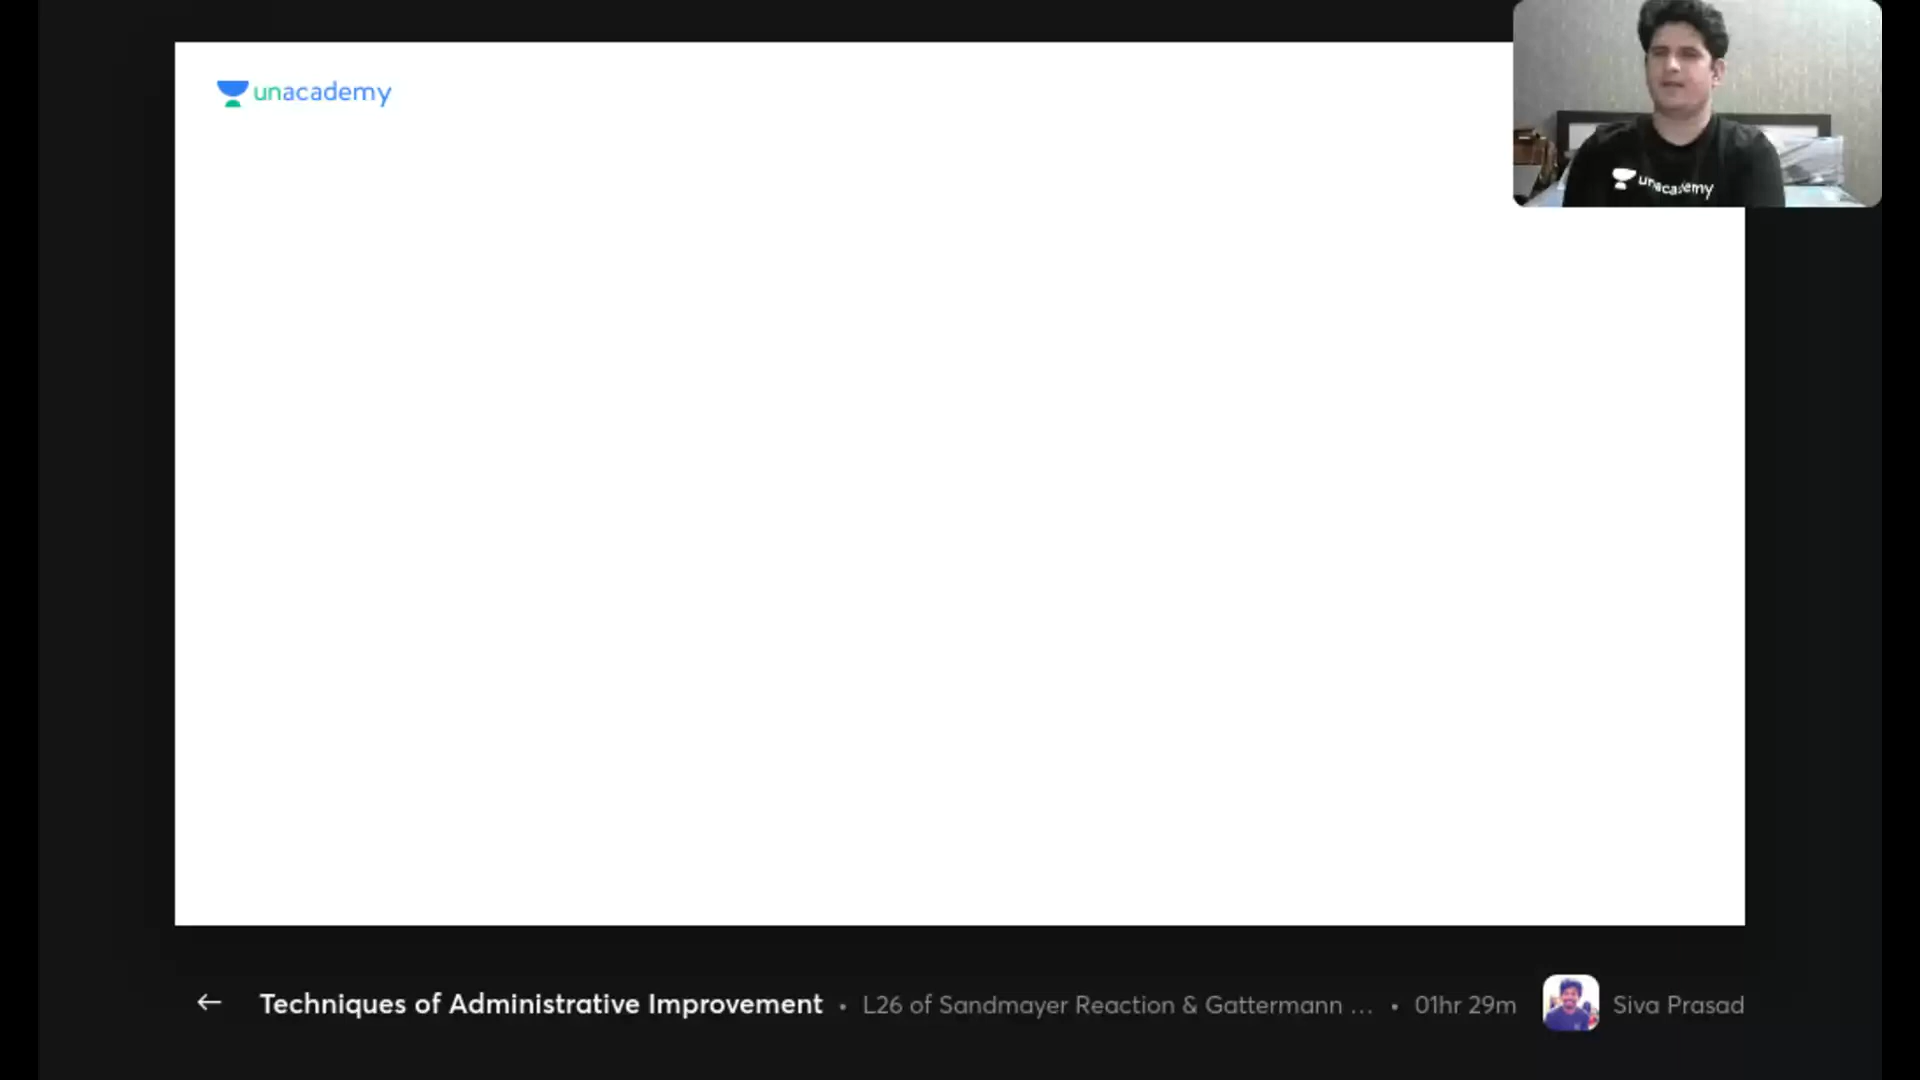 unacademy
unacademy
Techniques of Administrative Improvement • L26 of Sandmayer Reaction & Gattermann ... • 01hr 29m Siva Prasad